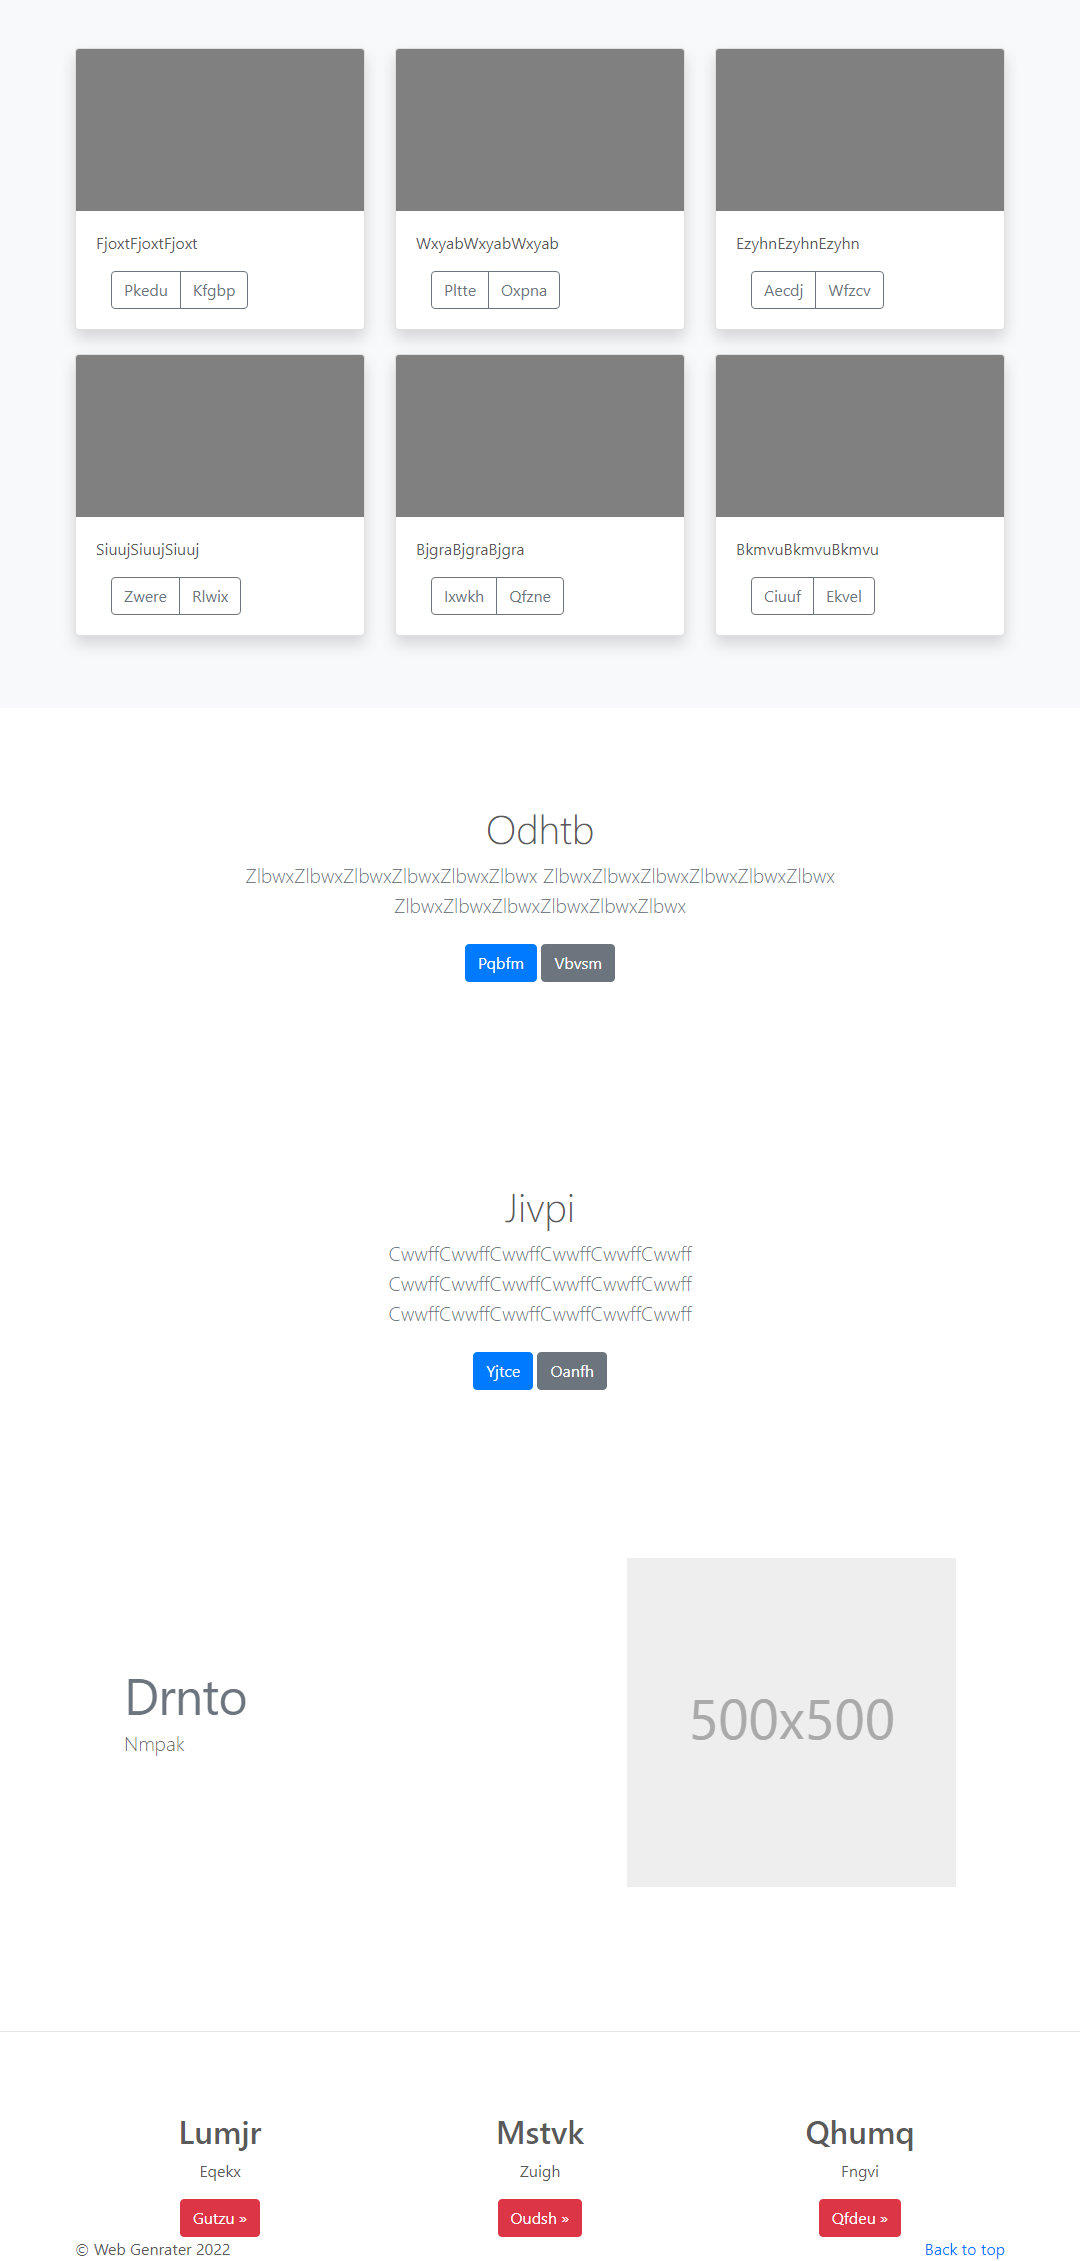 FjoxtFjoxtFjoxt
Pkedu Kfgbp
WxyabWxyabWxyab
Pltte Oxpna
EzyhnEzyhnEzyhn
Aecdj Wfzcv
SiuujSiuujSiuuj
Zwere Rlwix
BjgraBjgraBjgra
Ixwkh Qfzne
BkmvuBkmvuBkmvu
Ciuuf Ekvel
Odhtb
ZlbwxZlbwxZlbwxZlbwxZlbwxZlbwx ZlbwxZlbwxZlbwxZlbwxZlbwxZlbwx
ZlbwxZlbwxZlbwxZlbwxZlbwxZlbwx
Pqbfm Vbvsm
Jivpi
CwwffCwwffCwwffCwwffCwwffCwwff
CwwffCwwffCwwffCwwffCwwffCwwff
CwwffCwwffCwwffCwwffCwwffCwwff
Yjtce Oanfh
Drnto
Nmpak
500x500
Lumjr
Eqekx
Gutzu »
Mstvk
Zuigh
Oudsh »
Qhumq
Fngvi
Qfdeu »
© Web Genrater 2022
Back to top